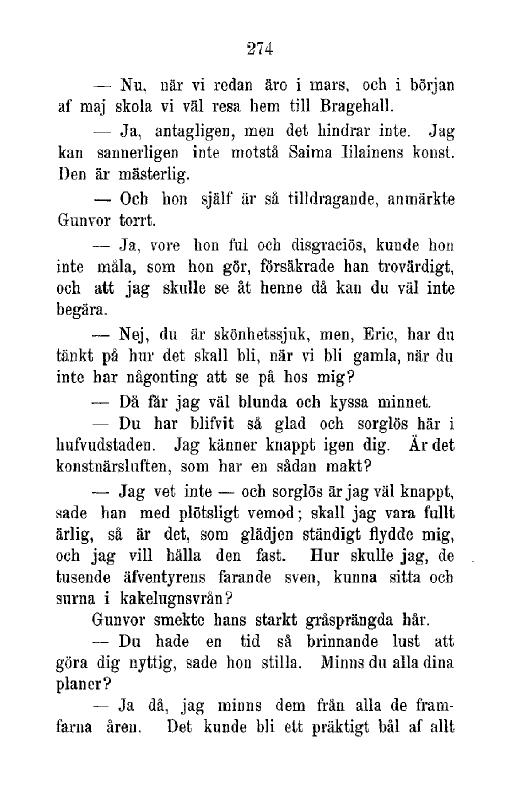 274
— Nu, när vi redan äro i mars, och i början
af maj skola vi väl resa hem till Bragehall.
— Ja, antagligen, men det hindrar inte. Jag
kan sannerligen inte motstå Saima Iilainens konst.
Den är mästerlig.
— Och hon själf är så tilldragande, anmärkte
Gunvor torrt.
— Ja, vore hon ful och disgraciös, kunde hon
inte måla, som hon gör, försäkrade han trovärdigt,
och att jag skulle se åt henne då kan du väl inte
begära.
— Nej, du är skönhetssjuk, men, Eric, har du
tänkt på hur det skall bli, när vi bli gamla, när du
inte har någonting att se på hos mig?
— Då får jag väl blunda och kyssa minnet.
— Du har blifvit så glad och sorglös här i
hufvudstaden. Jag känner knappt igen dig. Är det
konstnärsluften, som har en sådan makt?
— Jag vet inte — och sorglös är jag väl knappt,
sade han med plötsligt vemod; skall jag vara fullt
ärlig, så är det, som glädjen ständigt flydde mig,
och jag vill hålla den fast. Hur skulle jag, de
tusende äfventyrens farande sven, kunna sitta och
surna i kakelugnsvrån?
Gunvor smekte hans starkt gråsprängda hår.
— Du hade en tid så brinnande lust att
göra dig nyttig, sade hon stilla. Minns du alla dina
planer?
— Ja då, jag minns dem från alla de fram-
farna åren. Det kunde bli ett präktigt bål af allt